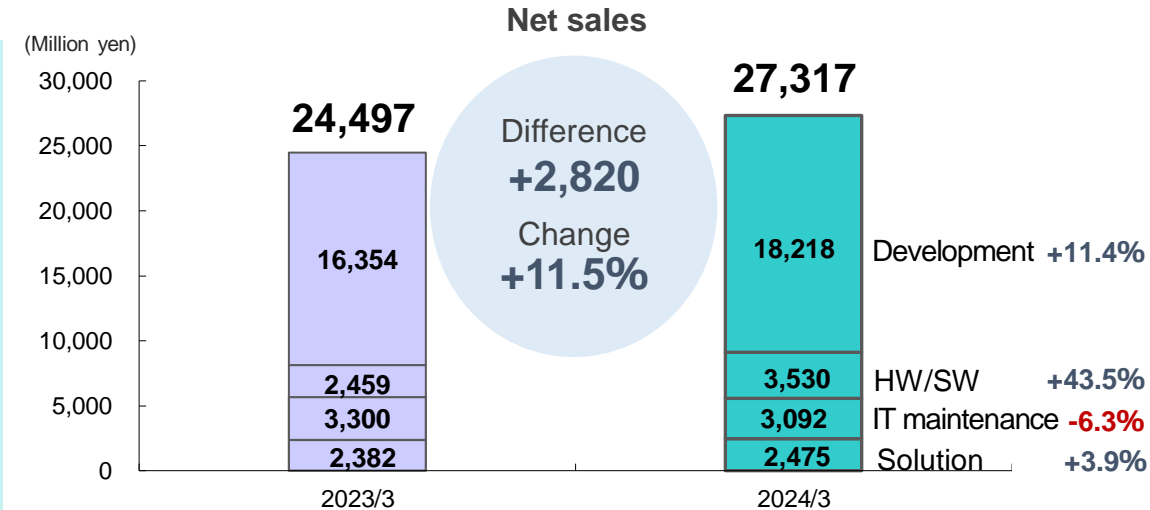 Net sales
(Million yen)
30,000
25,000
20,000
15,000
10,000
5,000
0
24,497
16,354
2,459
3,300
2,382
2023/3
Difference
+2,820
Change
+11.5%
27,317
18,218
3,530
3,092
2,475
2024/3
Development +11.4%
HW/SW +43.5%
IT maintenance -6.3%
Solution +3.9%